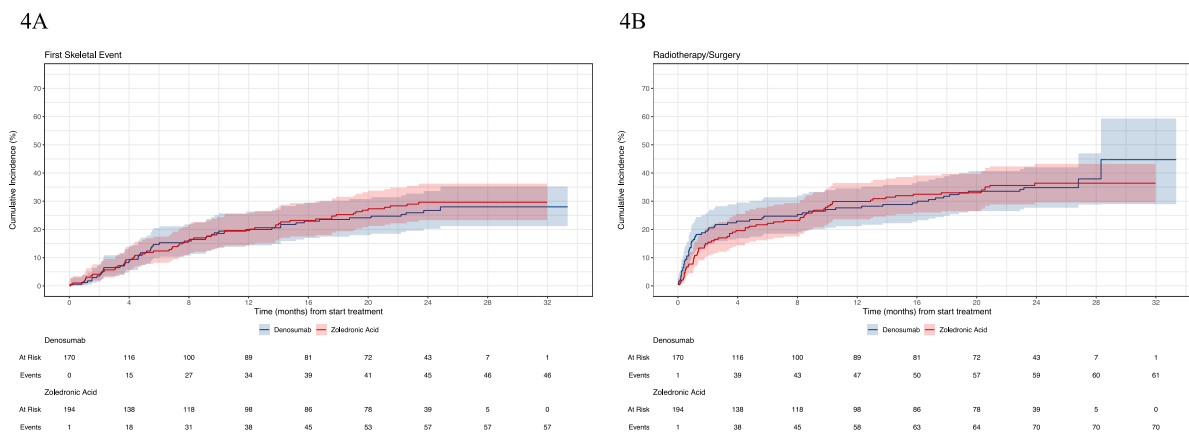 4A
First Skeletal Event
Cumulative Incidence (%)
70
60
50
40
30
20
10
0
0 4 8 12 16 20 24 28 32
Time (months) from start treatment
Denosumab Zoledronic Acid
Denosumab
At Risk 170 116 100 89 81 72 43 7 1
Events 0 15 27 34 39 41 45 46 46
Zoledronic Acid
At Risk 194 138 118 98 86 78 39 5 0
Events 1 18 31 38 45 53 57 57 57
4B
Radiotherapy/Surgery
Cumulative Incidence (%)
70
60
50
40
30
20
10
0
0 4 8 12 16 20 24 28 32
Time (months) from start treatment
Denosumab Zoledronic Acid
Denosumab
At Risk 170 116 100 89 81 72 43 7 1
Events 1 39 43 47 50 57 59 60 61
Zoledronic Acid
At Risk 194 138 118 98 86 78 39 5 0
Events 1 38 45 58 63 64 70 70 70